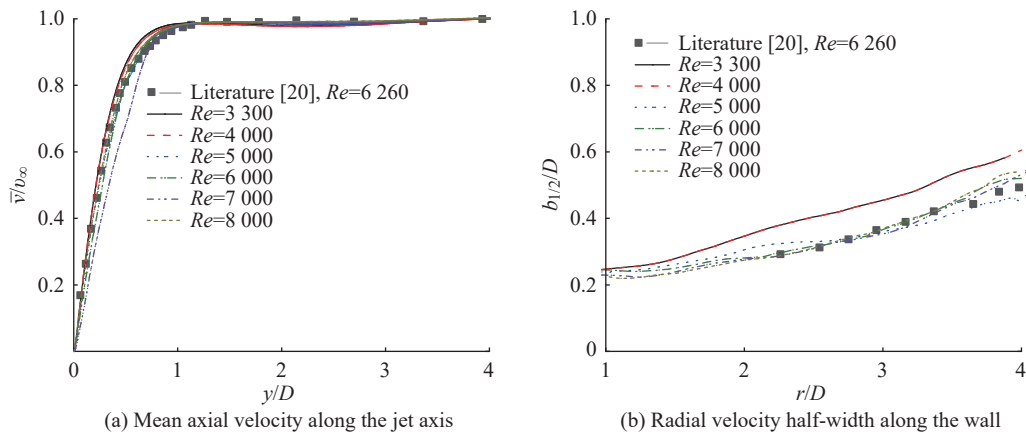 1.0
0.8
0.6
0.4
0.2
0
v̅/υ∞
Literature [20], Re=6 260
Re=3 300
Re=4 000
Re=5 000
Re=6 000
Re=7 000
Re=8 000
0 1 2 3 4
y/D
(a) Mean axial velocity along the jet axis
1.0
0.8
0.6
0.4
0.2
0
b1/2/D
Literature [20], Re=6 260
Re=3 300
Re=4 000
Re=5 000
Re=6 000
Re=7 000
Re=8 000
1 2 3 4
r/D
(b) Radial velocity half-width along the wall